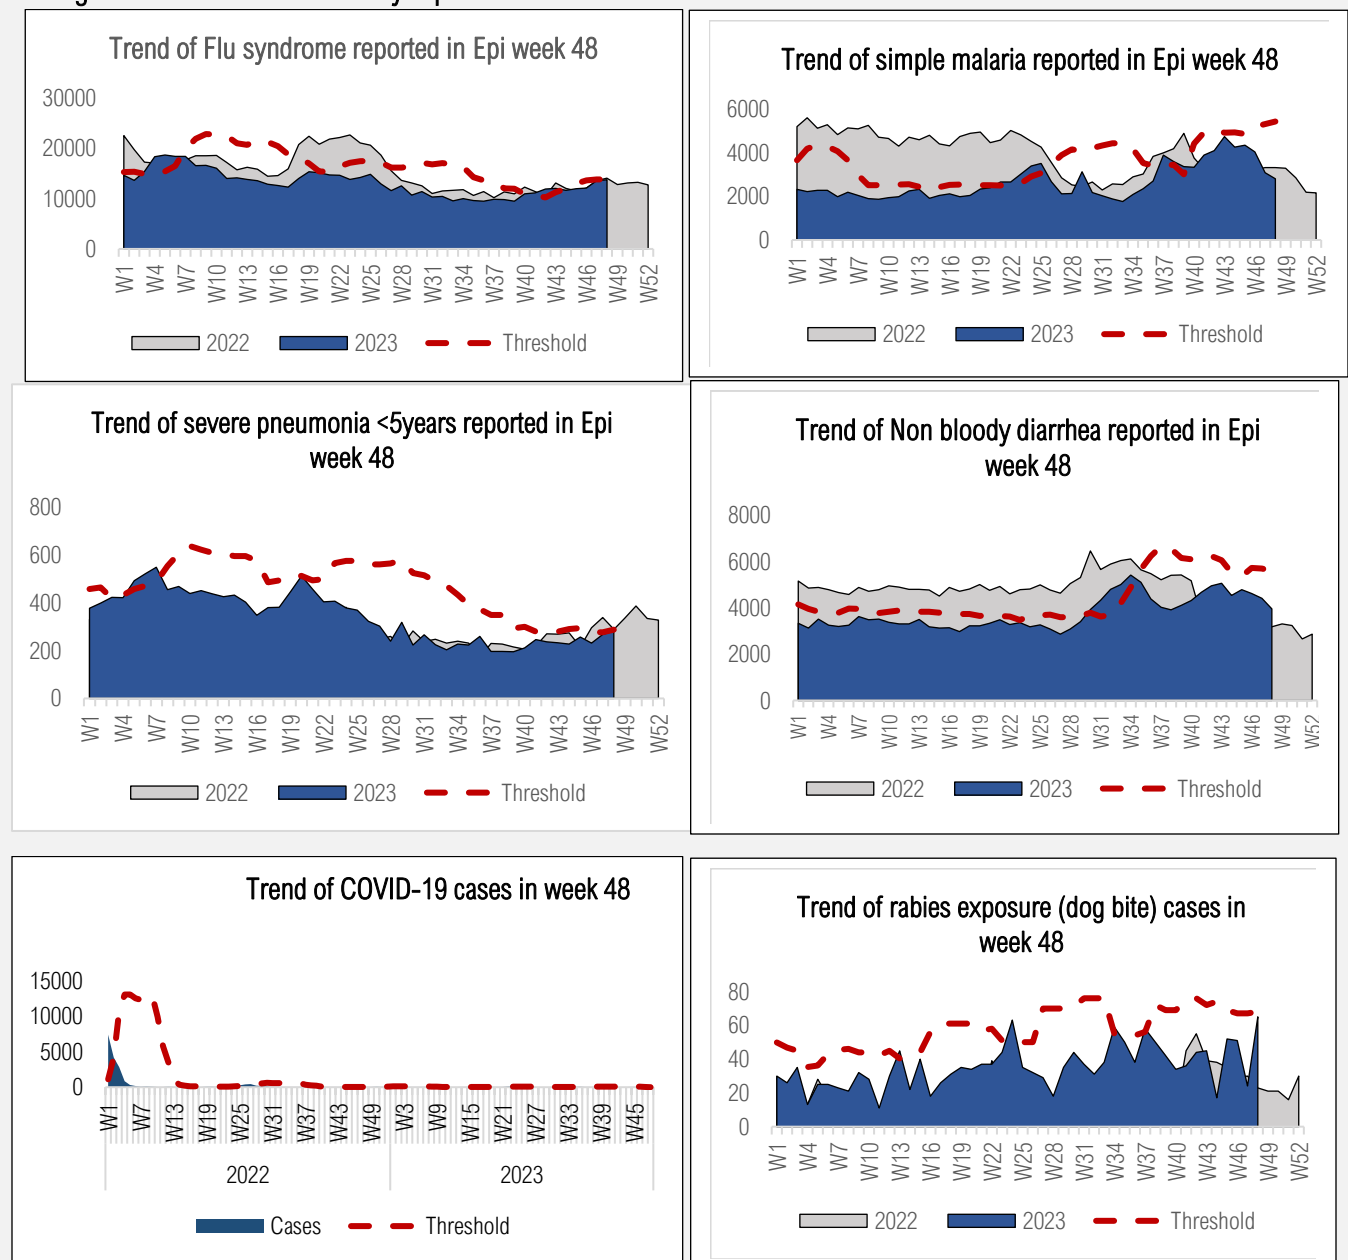 Trend of Flu syndrome reported in Epi week 48
30000
20000
10000
0
W1 W4 W7 W10 W13 W16 W19 W22 W25 W28 W31 W34 W37 W40 W43 W46 W49 W52
2022 2023 Threshold
Trend of simple malaria reported in Epi week 48
6000
4000
2000
0
W1 W4 W7 W10 W13 W16 W19 W22 W25 W28 W31 W34 W37 W40 W43 W46 W49 W52
2022 2023 Threshold
Trend of severe pneumonia <5years reported in Epi
week 48
800
600
400
200
0
W1 W4 W7 W10 W13 W16 W19 W22 W25 W28 W31 W34 W37 W40 W43 W46 W49 W52
2022 2023 Threshold
Trend of Non bloody diarrhea reported in Epi
week 48
8000
6000
4000
2000
0
W1 W4 W7 W10 W13 W16 W19 W22 W25 W28 W31 W34 W37 W40 W43 W46 W49 W52
2022 2023 Threshold
Trend of COVID-19 cases in week 48
15000
10000
5000
0
W1 W7 W13 W19 W25 W31 W37 W43 W49 W3 W9 W15 W21 W27 W33 W39 W45
2022 2023
Cases Threshold
Trend of rabies exposure (dog bite) cases in
week 48
80
60
40
20
0
W1 W4 W7 W10 W13 W16 W19 W22 W25 W28 W31 W34 W37 W40 W43 W46 W49 W52
2022 2023 Threshold